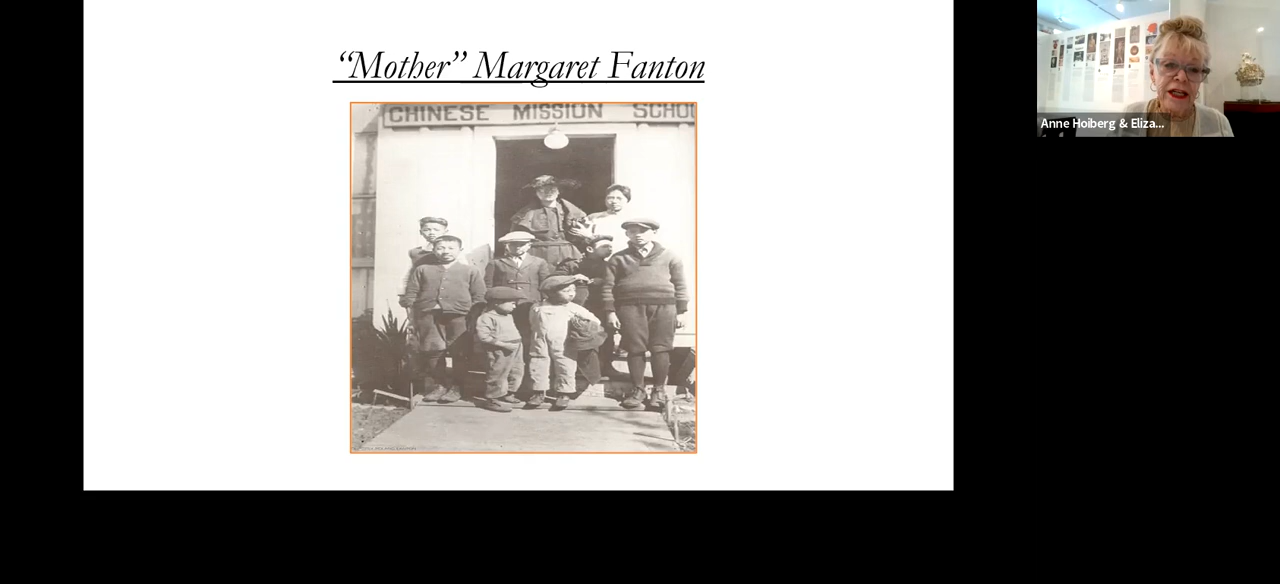 “Mother” Margaret Fanton
CHINESE MISSION SCHO
Anne Hoiberg & Eliza...